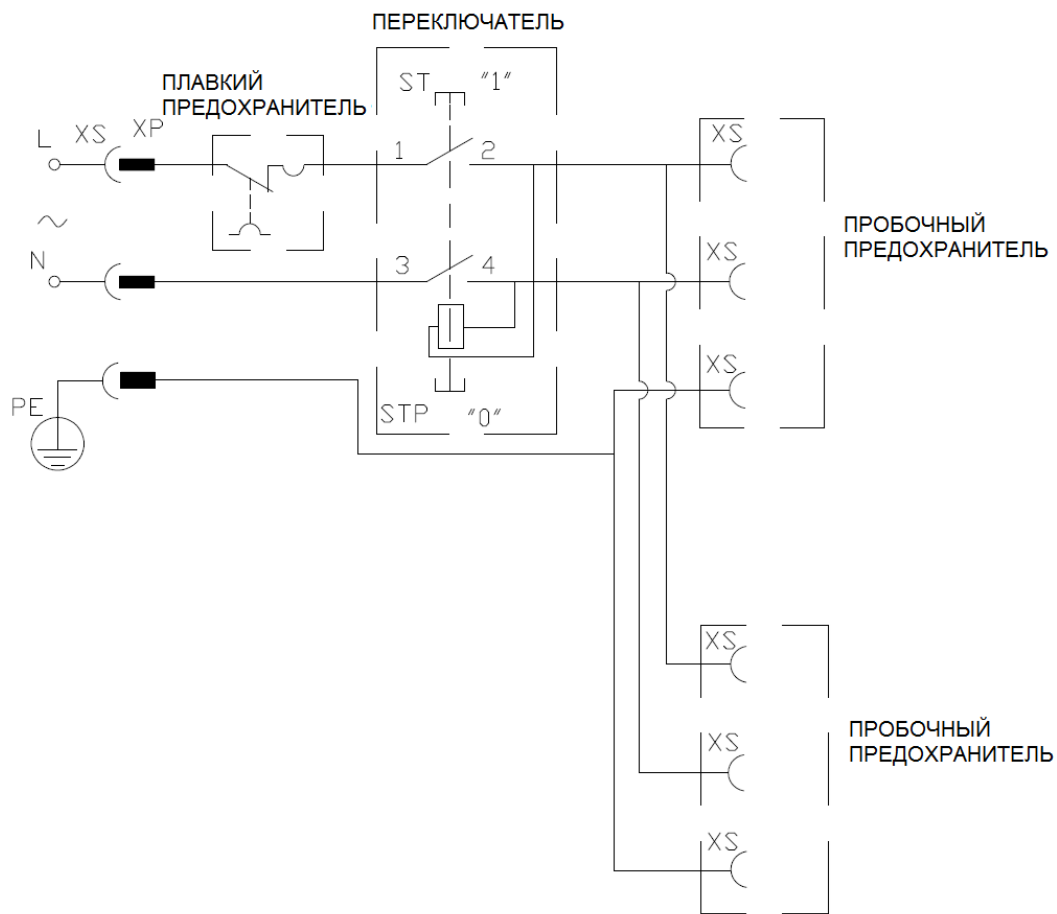 ПЕРЕКЛЮЧАТЕЛЬ
ПЛАВКИЙ
ПРЕДОХРАНИТЕЛЬ
ST "1"
L XS XP
1 2
XS
~
N
3 4
XS
ПРОБОЧНЫЙ
ПРЕДОХРАНИТЕЛЬ
XS
PE
STP "0"
XS
XS
ПРОБОЧНЫЙ
ПРЕДОХРАНИТЕЛЬ
XS